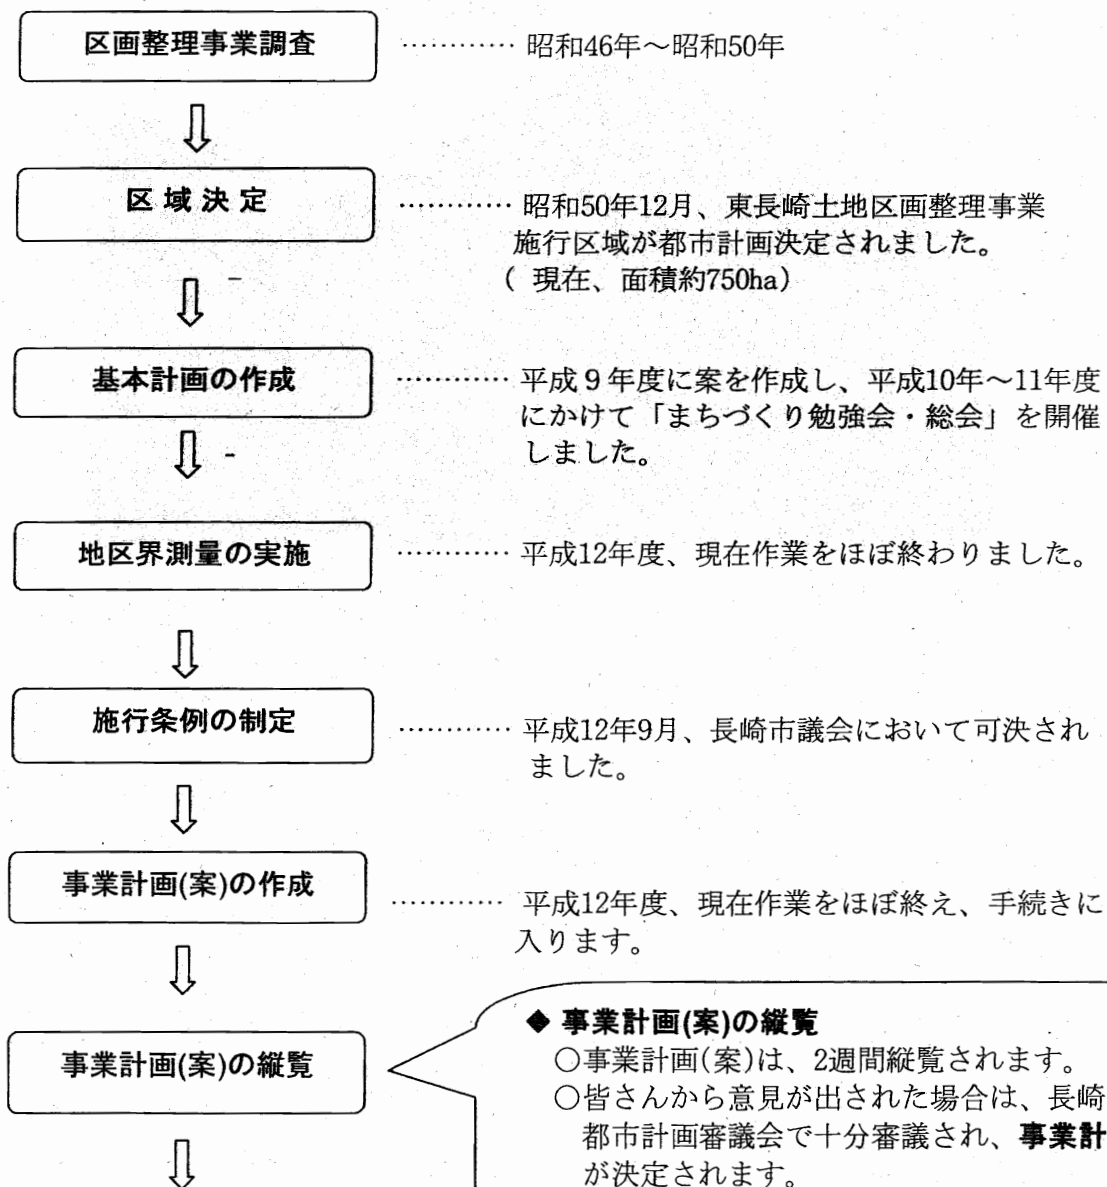 区画整理事業調査 ………… 昭和46年～昭和50年
区域決定 ………… 昭和50年12月、東長崎土地区画整理事業
施行区域が都市計画決定されました。
( 現在、面積約750ha)
基本計画の作成 ………… 平成９年度に案を作成し、平成10年～11年度
にかけて「まちづくり勉強会・総会」を開催
しました。
地区界測量の実施 ………… 平成12年度、現在作業をほぼ終わりました。
施行条例の制定 ………… 平成12年9月、長崎市議会において可決され
ました。
事業計画(案)の作成 ………… 平成12年度、現在作業をほぼ終え、手続きに
入ります。
事業計画(案)の縦覧
◆ 事業計画(案)の縦覧
○事業計画(案)は、2週間縦覧されます。
○皆さんから意見が出された場合は、長崎
都市計画審議会で十分審議され、事業計
が決定されます。